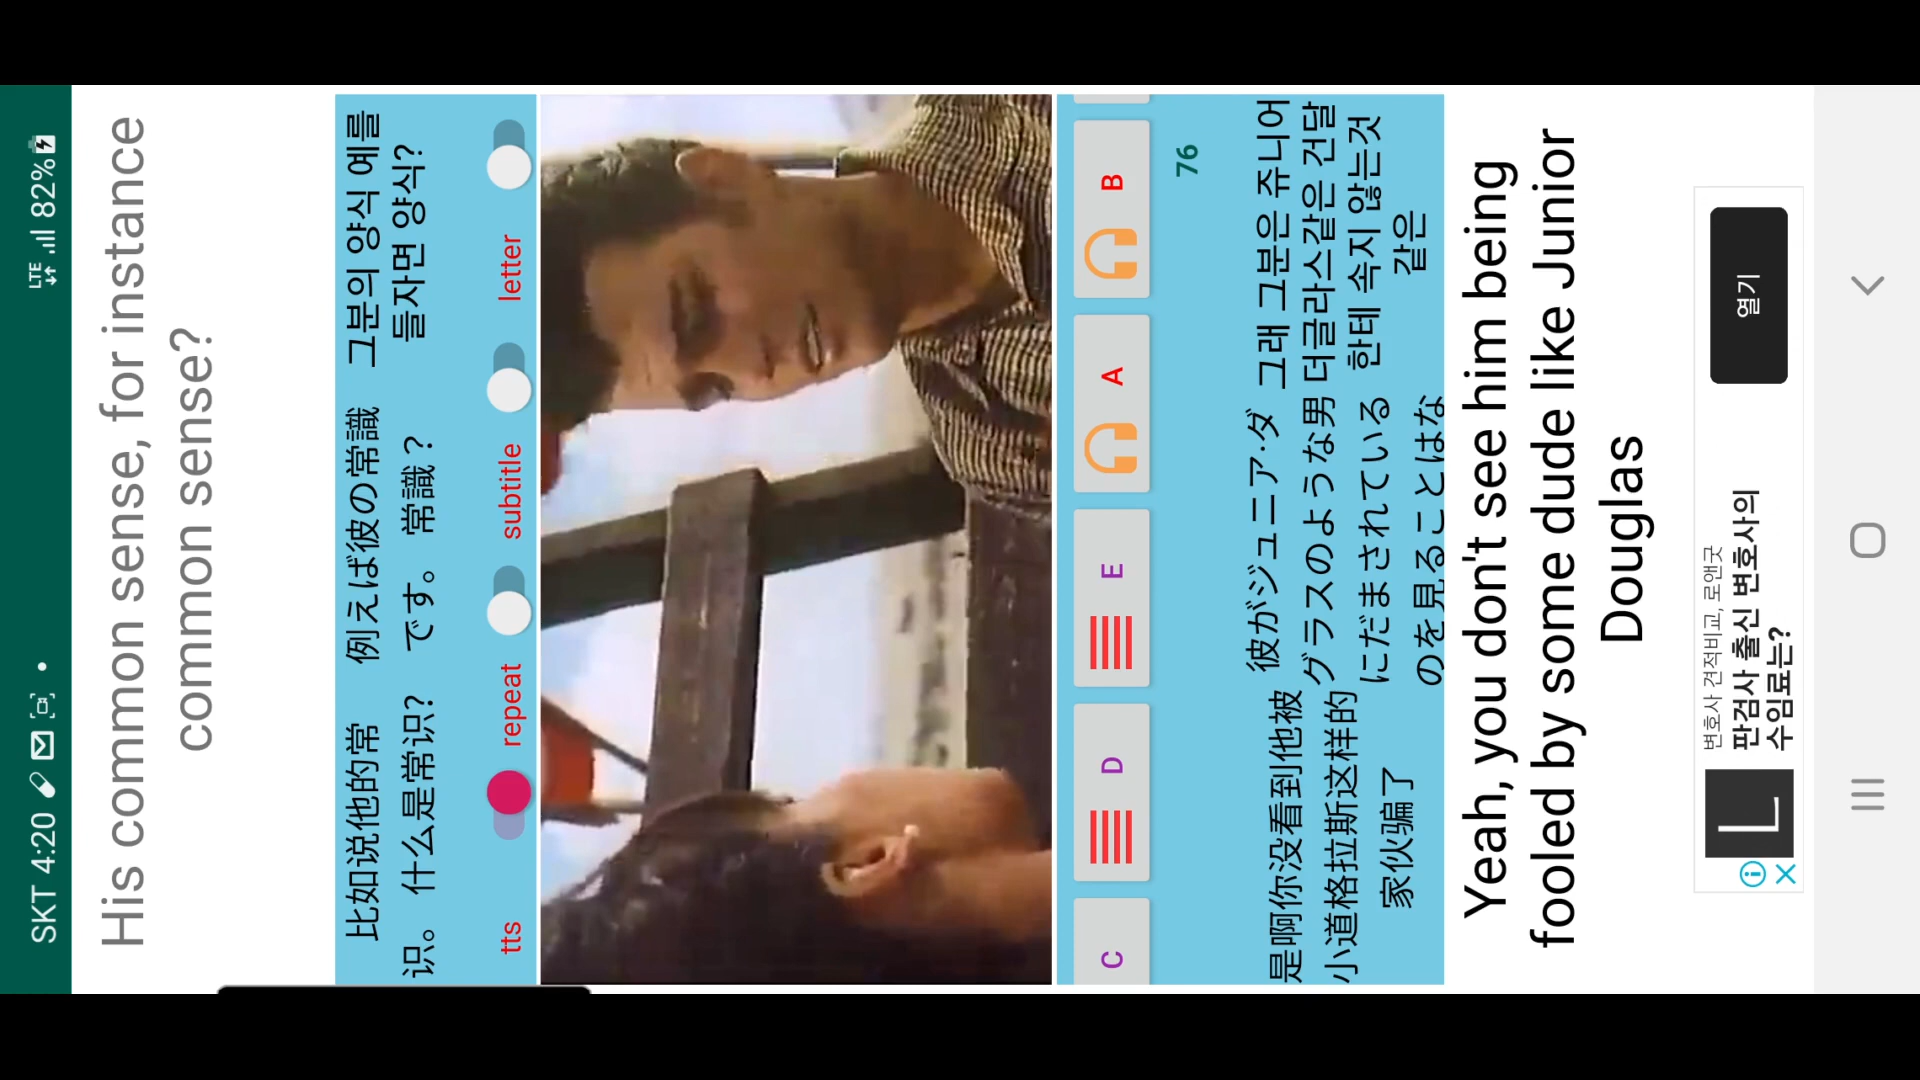 SKT 4:20
LTE
82%
His common sense, for instance
common sense?
比如说他的常
识。什么是常识?
例えば彼の常識
です。常識？
그분의 양식 예를
들자면 양식?
tts
repeat
subtitle
letter
C
D
E
A
B
76
是啊你没看到他被
小道格拉斯这样的
家伙骗了
彼がジュニア·ダ
グラスのような男
にだまされている
のを見ることはな
그래 그분은 쥬니어
더글라스같은 건달
한테 속지 않는것
같은
Yeah, you don't see him being
fooled by some dude like Junior
Douglas
L
변호사 견적비교, 로앤굿
판검사 출신 변호사의
수임료는?
열기